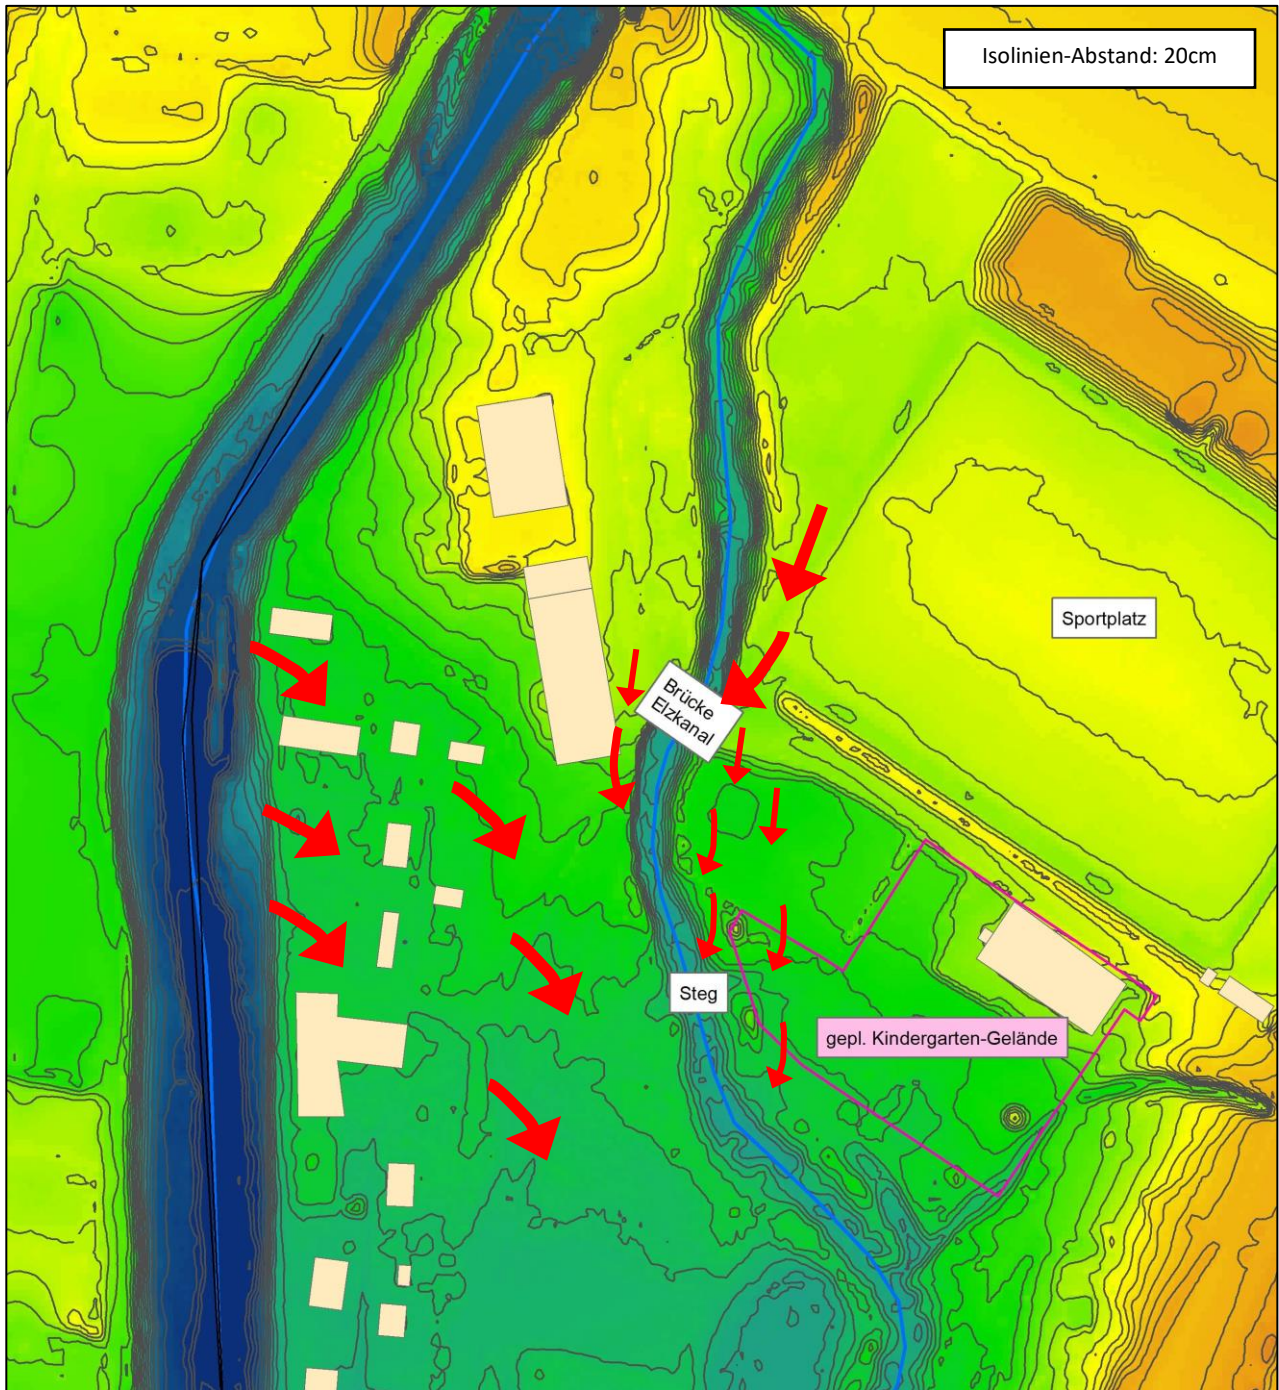 Isolinien-Abstand: 20cm
Sportplatz
Brücke
Elzkanal
Steg
gepl. Kindergarten-Gelände